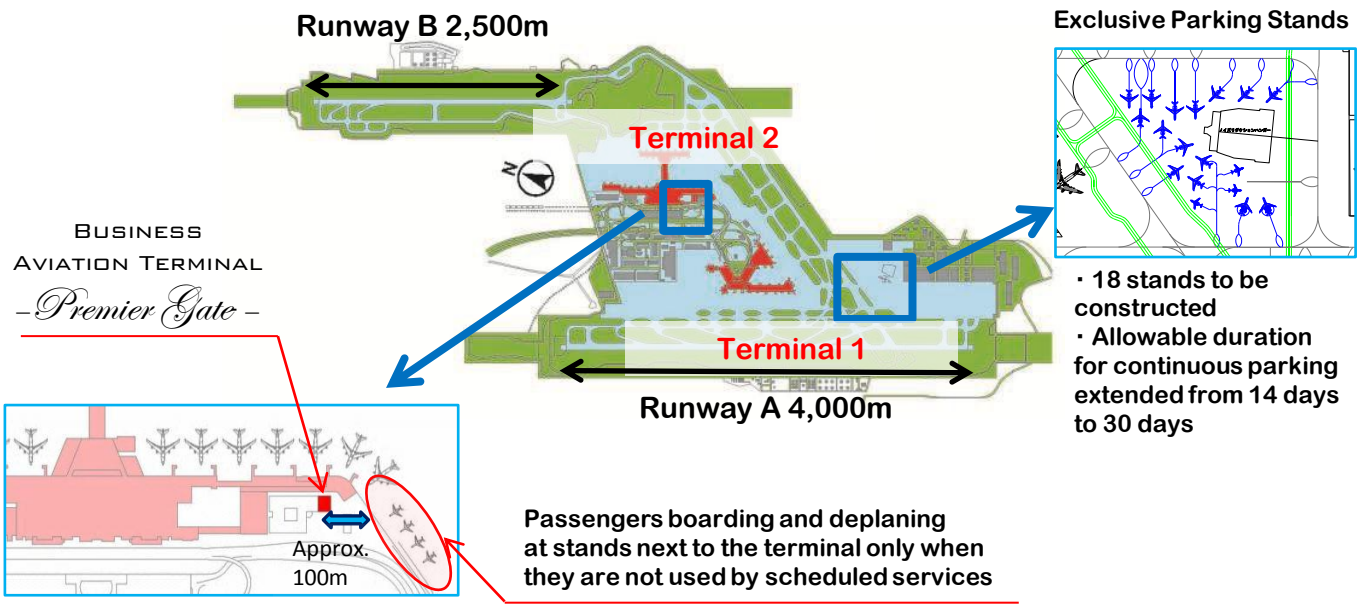 Runway B 2,500m
Exclusive Parking Stands
Terminal 2
N
BUSINESS
AVIATION TERMINAL
– Premier Gate –
・18 stands to be
constructed
・Allowable duration
for continuous parking
extended from 14 days
to 30 days
Terminal 1
Runway A 4,000m
Approx.
100m
Passengers boarding and deplaning
at stands next to the terminal only when
they are not used by scheduled services